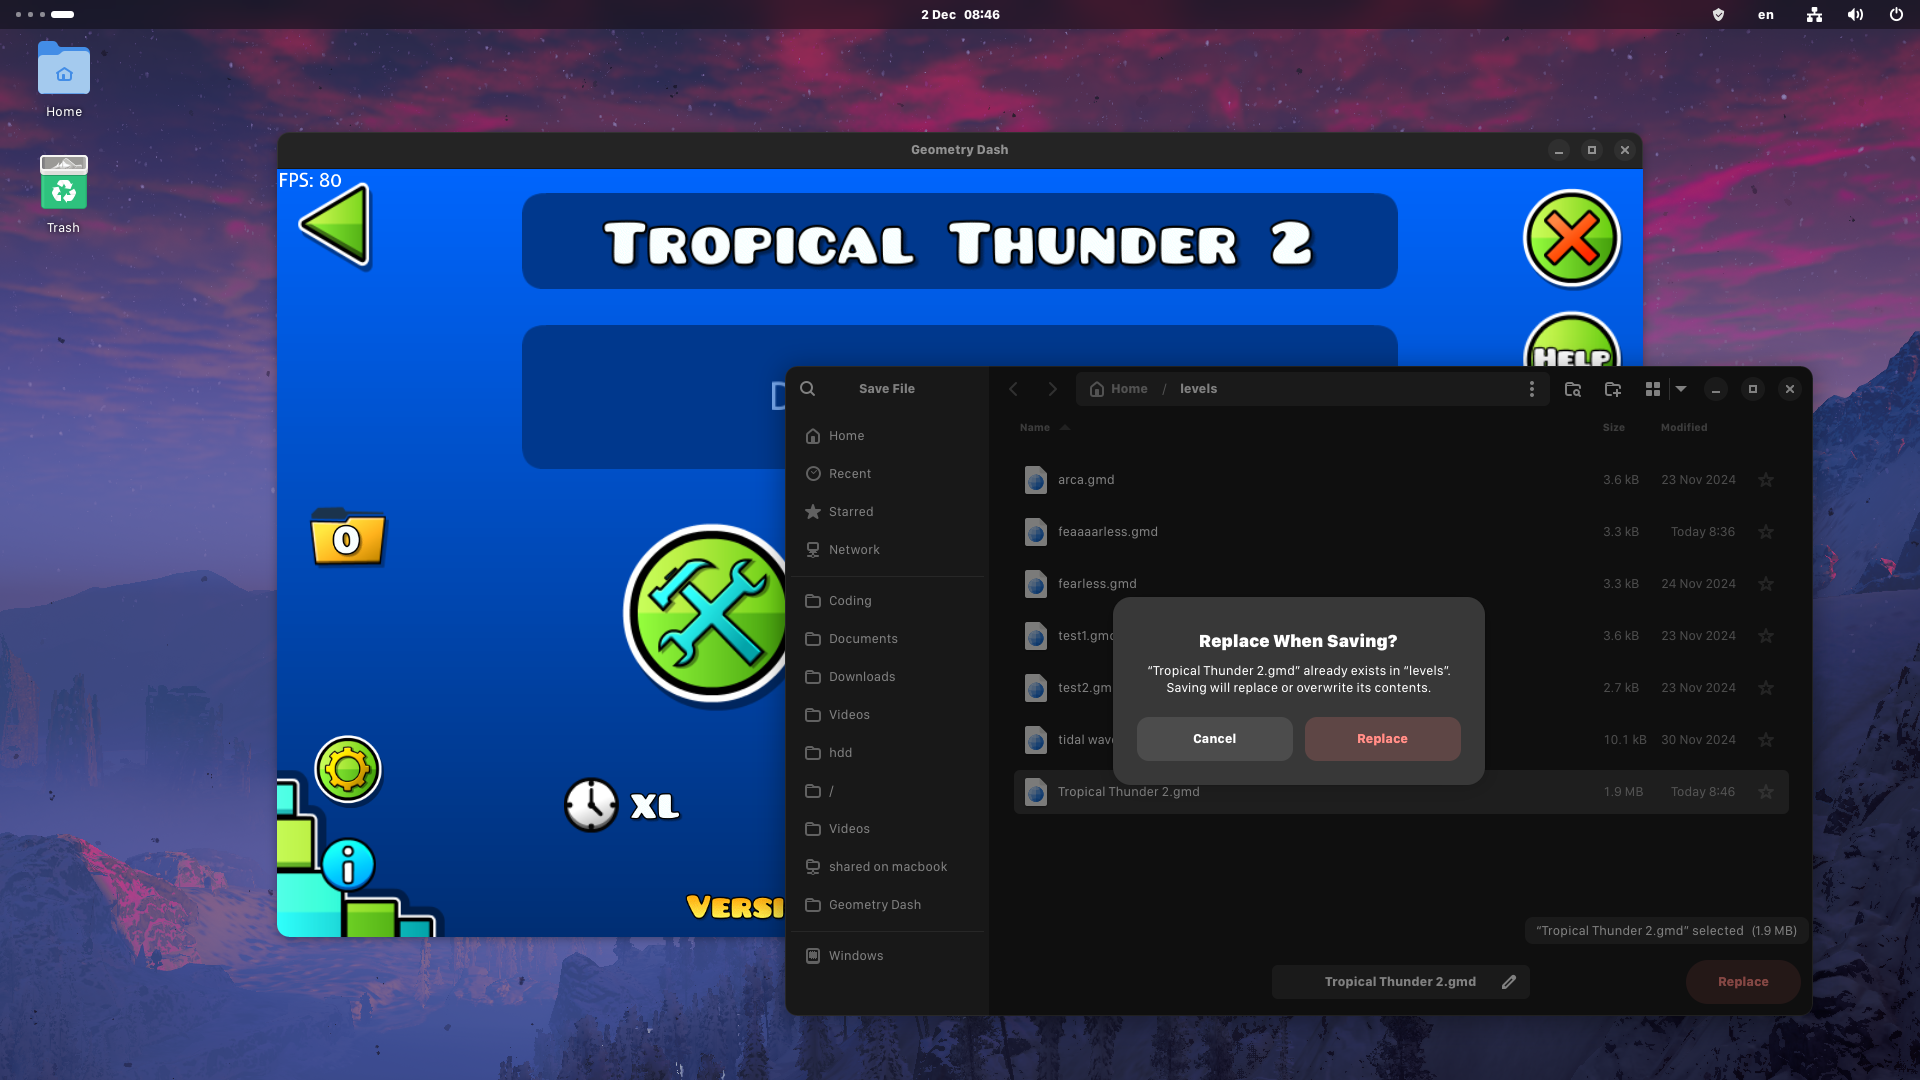 2 Dec 08:46
en
Home
Trash
Geometry Dash
FPS: 80
Tropical Thunder 2
Help
0
XL
Versi
Save File
Home / levels
Home
Recent
Starred
Network
Coding
Documents
Downloads
Videos
hdd
/
Videos
shared on macbook
Geometry Dash
Windows
Name Size Modified
arca.gmd 3.6 kB 23 Nov 2024
feaaaarless.gmd 3.3 kB Today 8:36
fearless.gmd 3.3 kB 24 Nov 2024
test1.gmd 3.6 kB 23 Nov 2024
test2.gm 2.7 kB 23 Nov 2024
tidal wave 10.1 kB 30 Nov 2024
Tropical Thunder 2.gmd 1.9 MB Today 8:46
Replace When Saving?
“Tropical Thunder 2.gmd” already exists in “levels”.
Saving will replace or overwrite its contents.
Cancel Replace
“Tropical Thunder 2.gmd” selected (1.9 MB)
Tropical Thunder 2.gmd
Replace